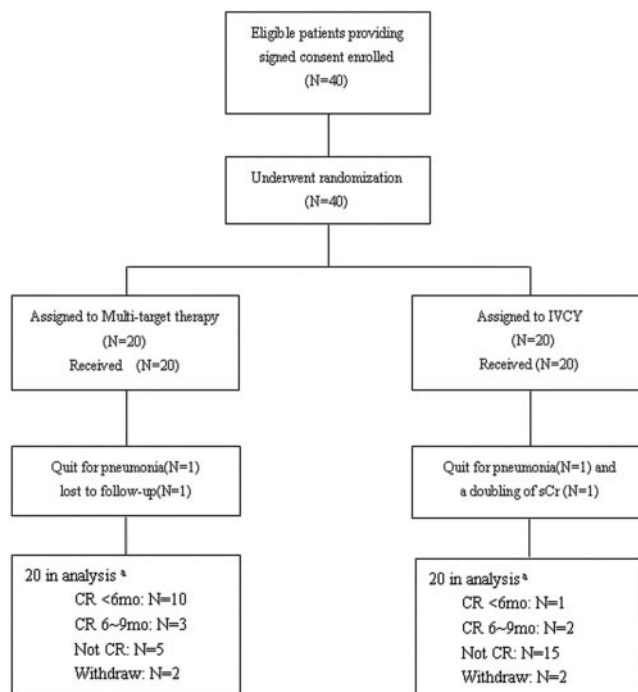 Eligible patients providing
signed consent enrolled
(N=40)
Underwent randomization
(N=40)
Assigned to Multi-target therapy
(N=20)
Received (N=20)
Assigned to IVCY
(N=20)
Received (N=20)
Quit for pneumonia(N=1)
lost to follow-up(N=1)
Quit for pneumonia(N=1) and
a doubling of sCr (N=1)
20 in analysis a
CR <6mo: N=10
CR 6~9mo: N=3
Not CR: N=5
Withdraw: N=2
20 in analysis a
CR <6mo: N=1
CR 6~9mo: N=2
Not CR: N=15
Withdraw: N=2